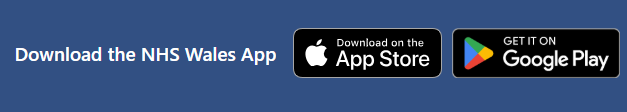 Download the NHS Wales App
Download on the
App Store
GET IT ON
Google Play